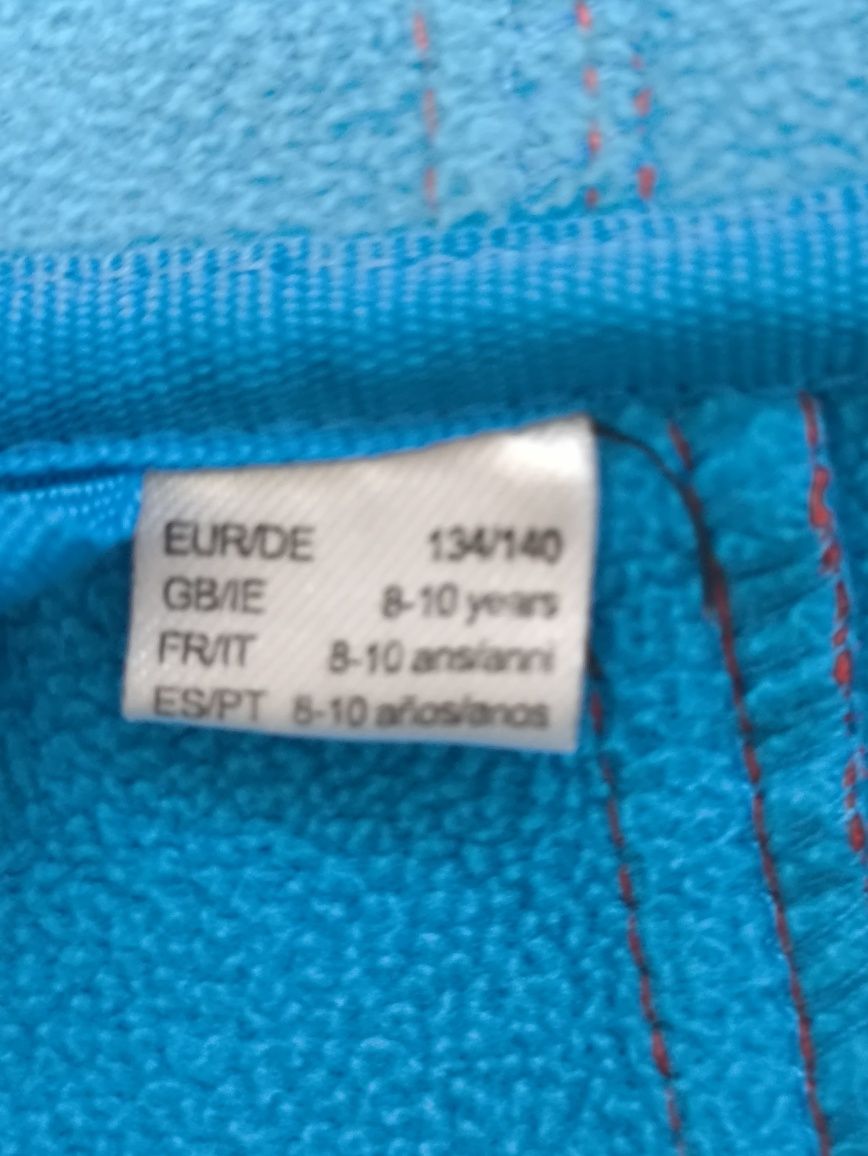 EUR/DE 134/140
GB/IE 8-10 years
FR/IT 8-10 ans/anni
ES/PT 8-10 años/anos